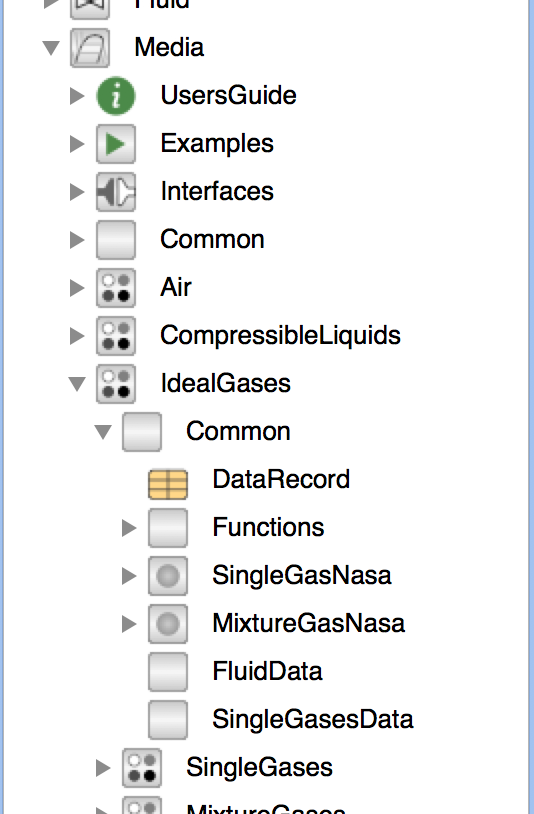 Fluid
Media
UsersGuide
Examples
Interfaces
Common
Air
CompressibleLiquids
IdealGases
Common
DataRecord
Functions
SingleGasNasa
MixtureGasNasa
FluidData
SingleGasesData
SingleGases
MixtureGases